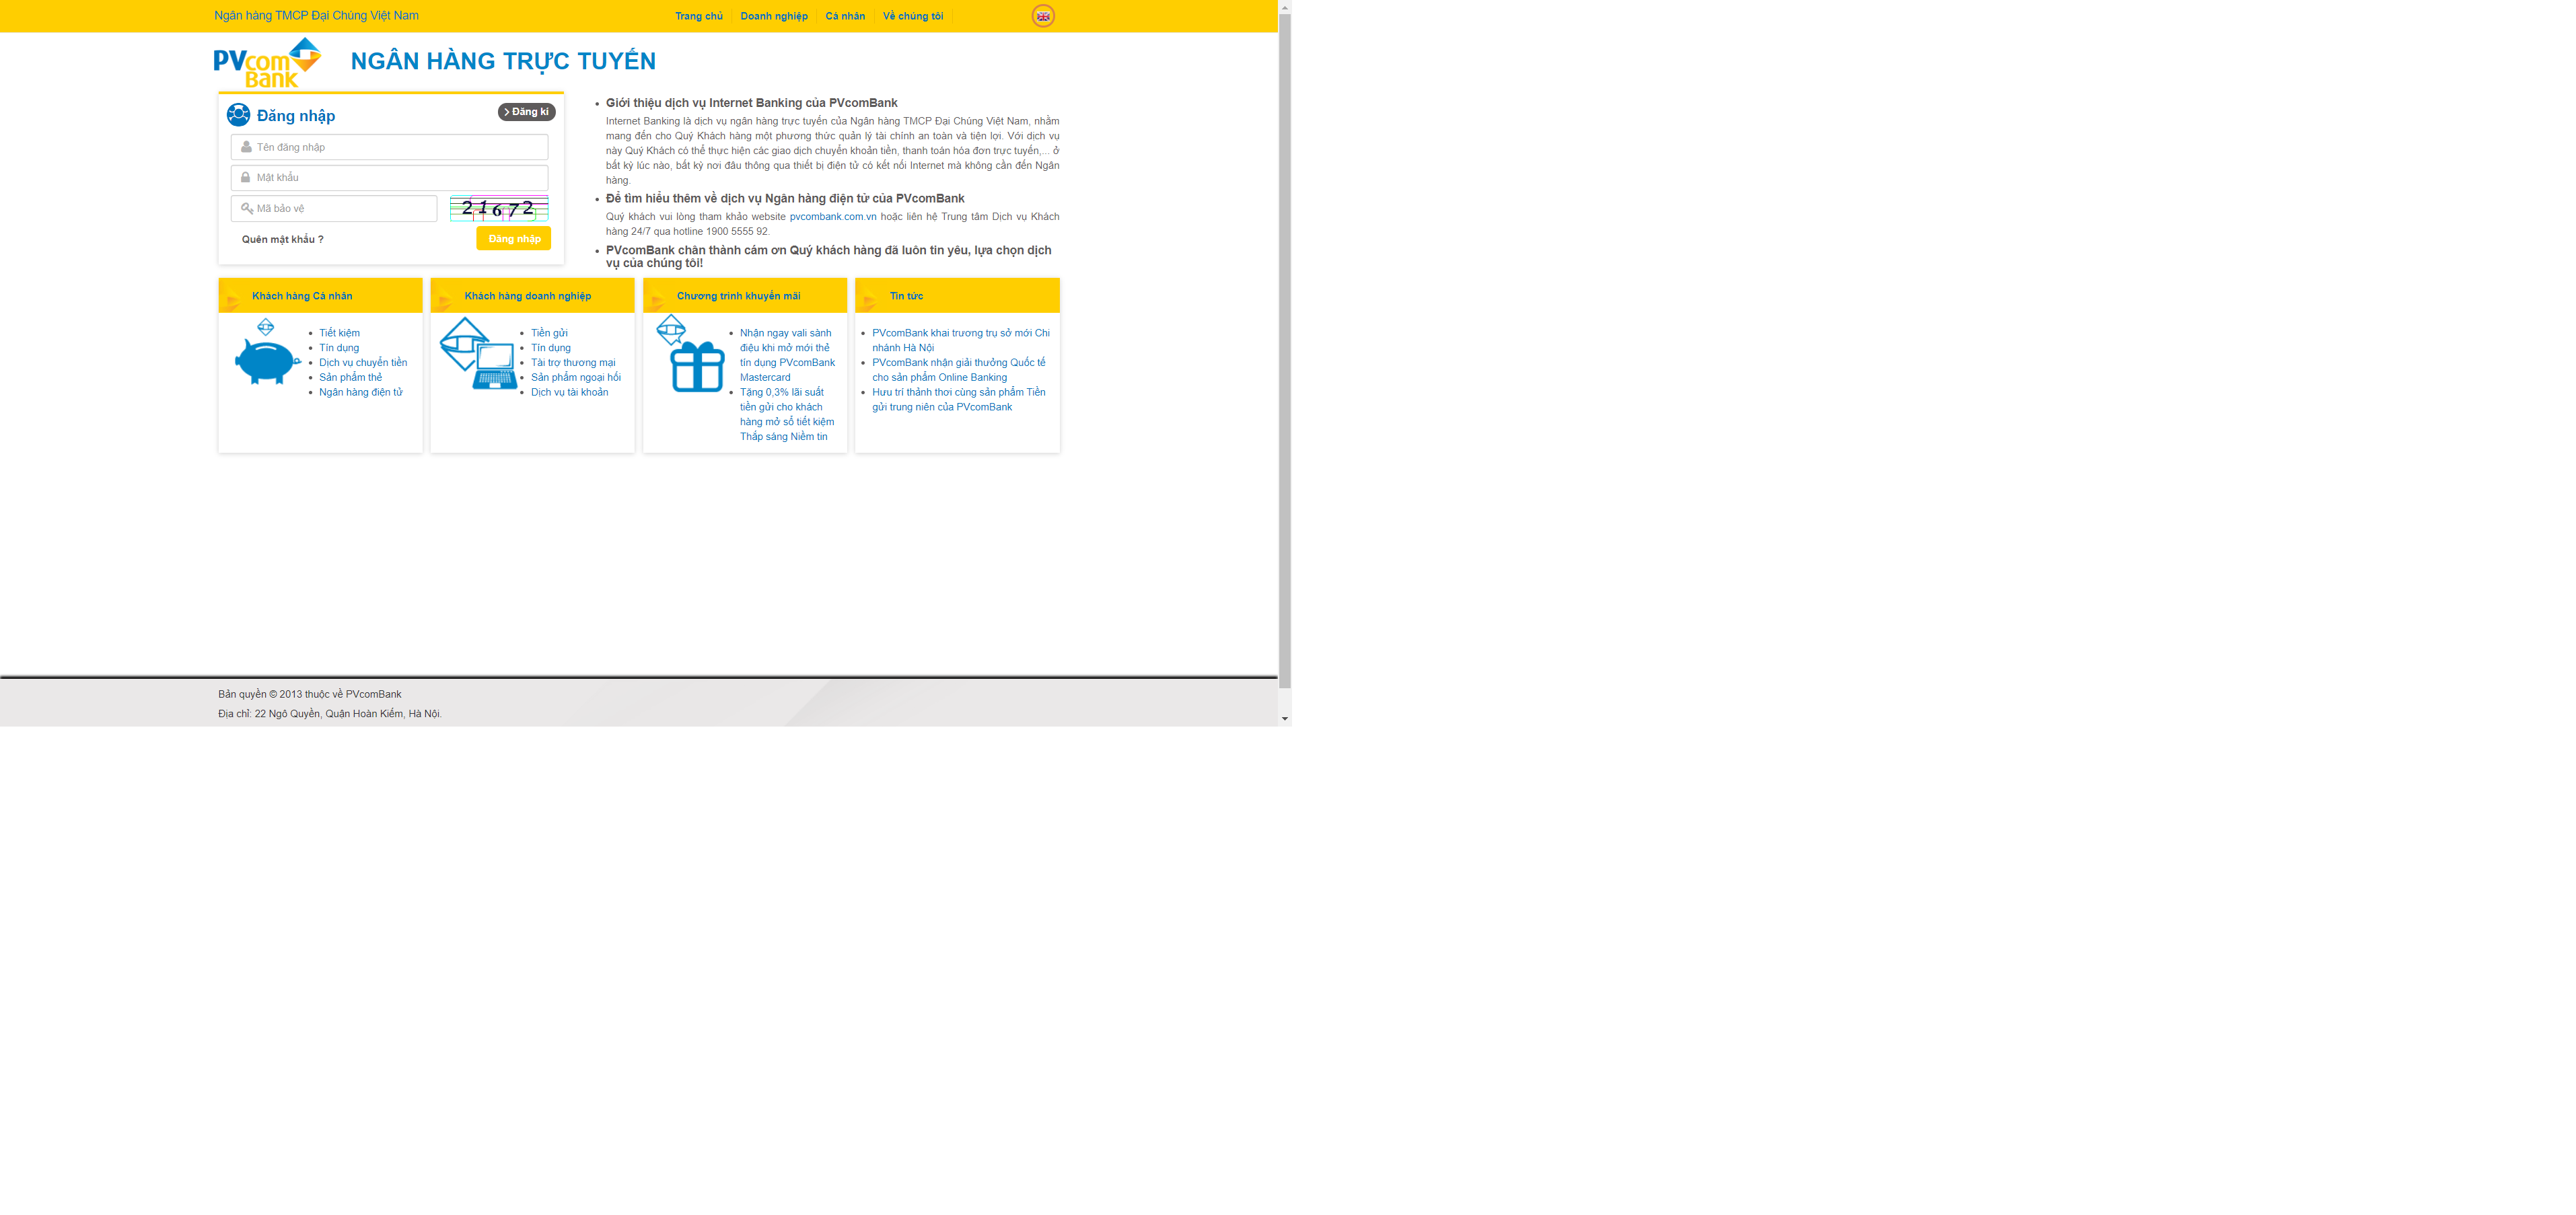 Ngân hàng TMCP Đại Chúng Việt Nam
Trang chủ
Doanh nghiệp
Cá nhân
Về chúng tôi
PVcom
Bank
NGÂN HÀNG TRỰC TUYẾN
Đăng nhập
Đăng kí
Tên đăng nhập
Mật khẩu
Mã bảo vệ
21672
Quên mật khẩu ?
Đăng nhập
Giới thiệu dịch vụ Internet Banking của PVcomBank
Internet Banking là dịch vụ ngân hàng trực tuyến của Ngân hàng TMCP Đại Chúng Việt Nam, nhằm
mang đến cho Quý Khách hàng một phương thức quản lý tài chính an toàn và tiện lợi. Với dịch vụ
này Quý Khách có thể thực hiện các giao dịch chuyển khoản tiền, thanh toán hóa đơn trực tuyến,... ở
bất kỳ lúc nào, bất kỳ nơi đâu thông qua thiết bị điện tử có kết nối Internet mà không cần đến Ngân
hàng.
Để tìm hiểu thêm về dịch vụ Ngân hàng điện tử của PVcomBank
Quý khách vui lòng tham khảo website pvcombank.com.vn hoặc liên hệ Trung tâm Dịch vụ Khách
hàng 24/7 qua hotline 1900 5555 92.
PVcomBank chân thành cám ơn Quý khách hàng đã luôn tin yêu, lựa chọn dịch
vụ của chúng tôi!
Khách hàng Cá nhân
Tiết kiệm
Tín dụng
Dịch vụ chuyển tiền
Sản phẩm thẻ
Ngân hàng điện tử
Khách hàng doanh nghiệp
Tiền gửi
Tín dụng
Tài trợ thương mại
Sản phẩm ngoại hối
Dịch vụ tài khoản
Chương trình khuyến mãi
Nhận ngay vali sành
điệu khi mở mới thẻ
tín dụng PVcomBank
Mastercard
Tặng 0,3% lãi suất
tiền gửi cho khách
hàng mở sổ tiết kiệm
Thắp sáng Niềm tin
Tin tức
PVcomBank khai trương trụ sở mới Chi
nhánh Hà Nội
PVcomBank nhận giải thưởng Quốc tế
cho sản phẩm Online Banking
Hưu trí thảnh thơi cùng sản phẩm Tiền
gửi trung niên của PVcomBank
Bản quyền © 2013 thuộc về PVcomBank
Địa chỉ: 22 Ngô Quyền, Quận Hoàn Kiếm, Hà Nội.